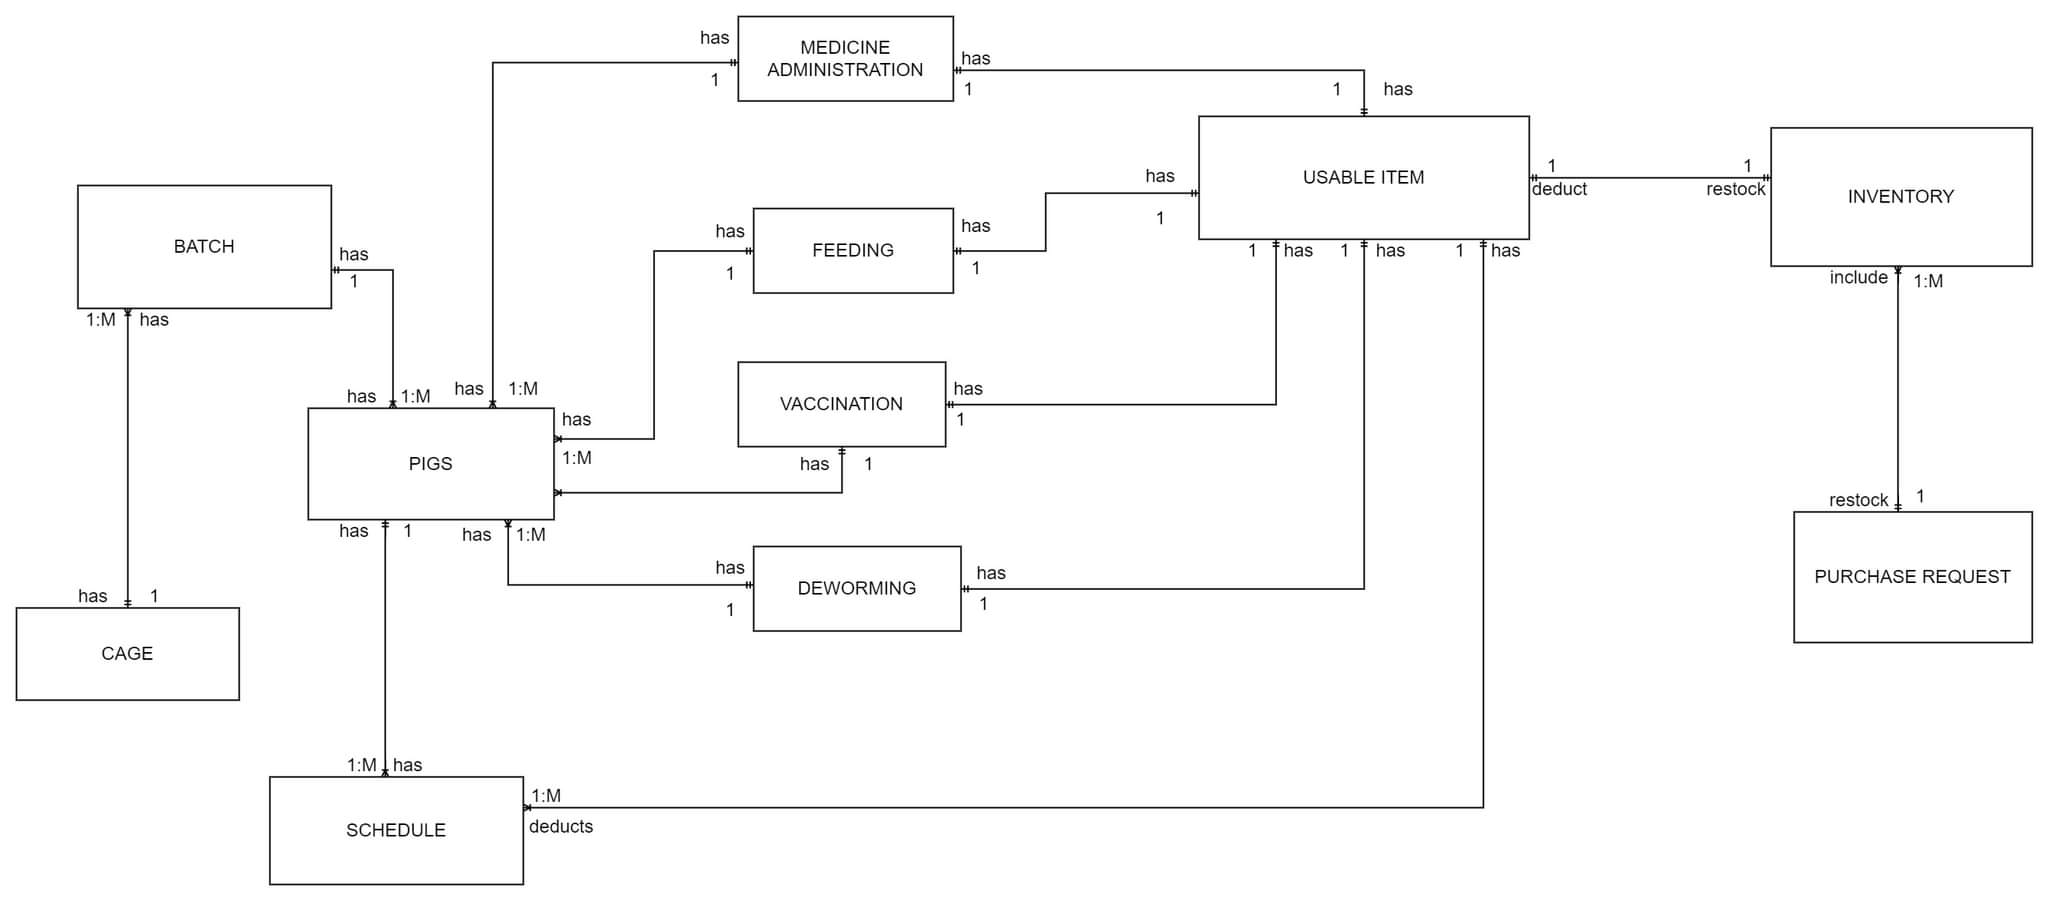 has
1
MEDICINE
ADMINISTRATION
has
1
1
has
has
1
USABLE ITEM
1
deduct
1
restock
INVENTORY
BATCH
has
1
has
1
FEEDING
has
1
1
has
1
has
1
has
include
1:M
1:M
has
has
1:M
has
1:M
has
1:M
VACCINATION
has
1
PIGS
has
1
has
1
has
1:M
restock
1
PURCHASE REQUEST
has
1
DEWORMING
has
1
has
1
CAGE
1:M
has
SCHEDULE
1:M
deducts